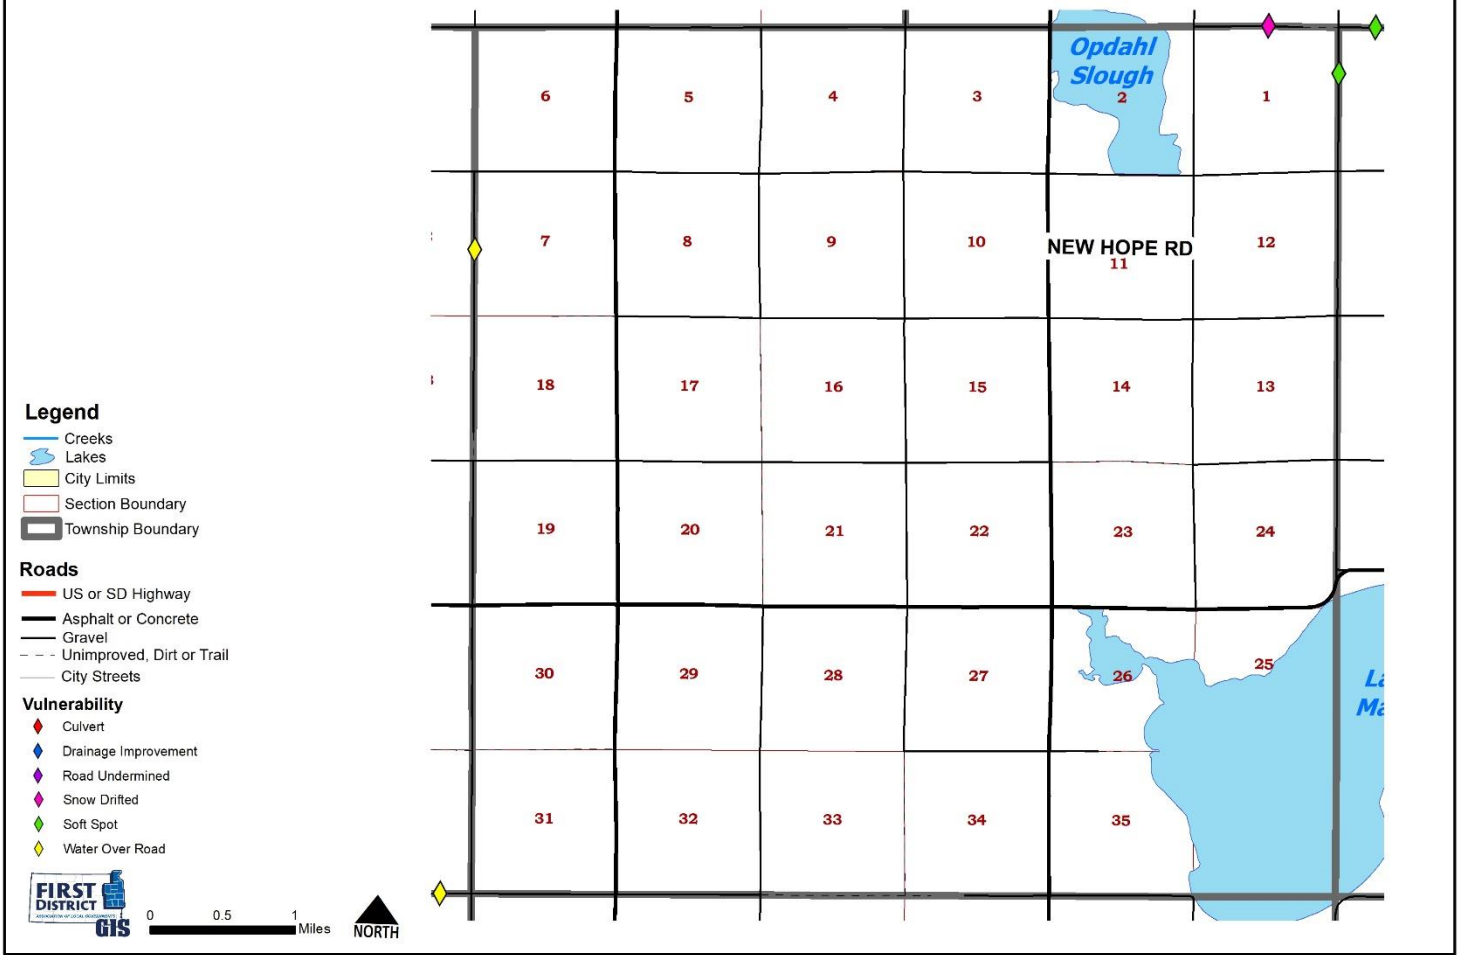 Opdahl
Slough
6
5
4
3
2
1
7
8
9
10
NEW HOPE RD
11
12
18
17
16
15
14
13
19
20
21
22
23
24
30
29
28
27
26
25
31
32
33
34
35
Legend
Creeks
Lakes
City Limits
Section Boundary
Township Boundary
Roads
US or SD Highway
Asphalt or Concrete
Gravel
Unimproved, Dirt or Trail
City Streets
Vulnerability
Culvert
Drainage Improvement
Road Undermined
Snow Drifted
Soft Spot
Water Over Road
FIRST
DISTRICT
ASSOCIATION OF LOCAL GOVERNMENTS
GIS
0 0.5 1
Miles
NORTH